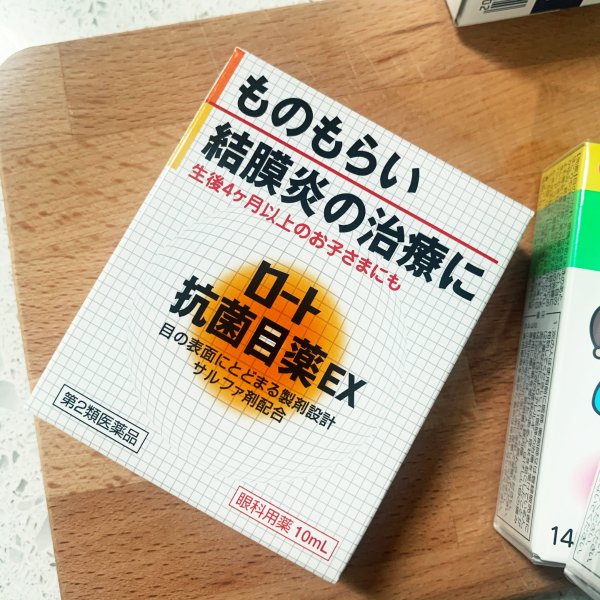 ものもらい
結膜炎の治療に
生後4ヶ月以上のお子さまにも
ロート
抗菌目薬EX
目の表面にとどまる製剤設計
サルファ剤配合
第2類医薬品
眼科用薬 10mL
14